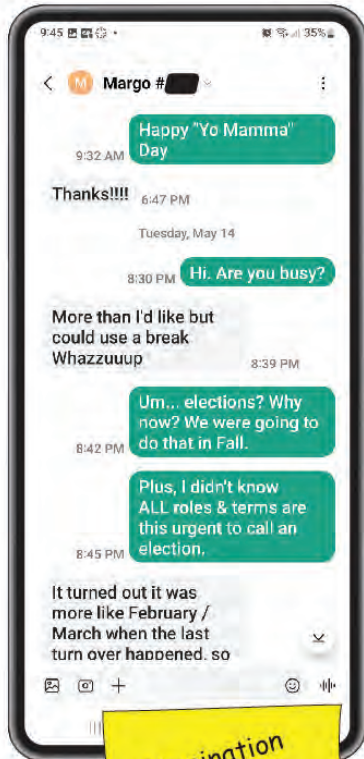 9:45
35%
M Margo #
Happy "Yo Mamma"
Day
9:32 AM
Thanks!!!! 6:47 PM
Tuesday, May 14
8:30 PM Hi. Are you busy?
More than I'd like but
could use a break
Whazzuuup
8:39 PM
Um... elections? Why
now? We were going to
do that in Fall.
8:42 PM
Plus, I didn't know
ALL roles & terms are
this urgent to call an
election.
8:45 PM
It turned out it was
more like February /
March when the last
turn over happened, so